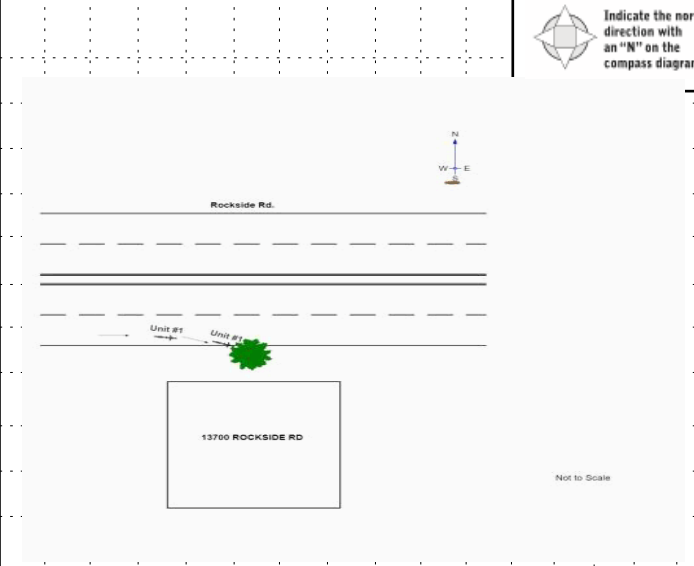 Indicate the nor
direction with
an "N" on the
compass diagra
N
W E
S
Rockside Rd.
Unit #1
Unit #1
13700 ROCKSIDE RD
Not to Scale